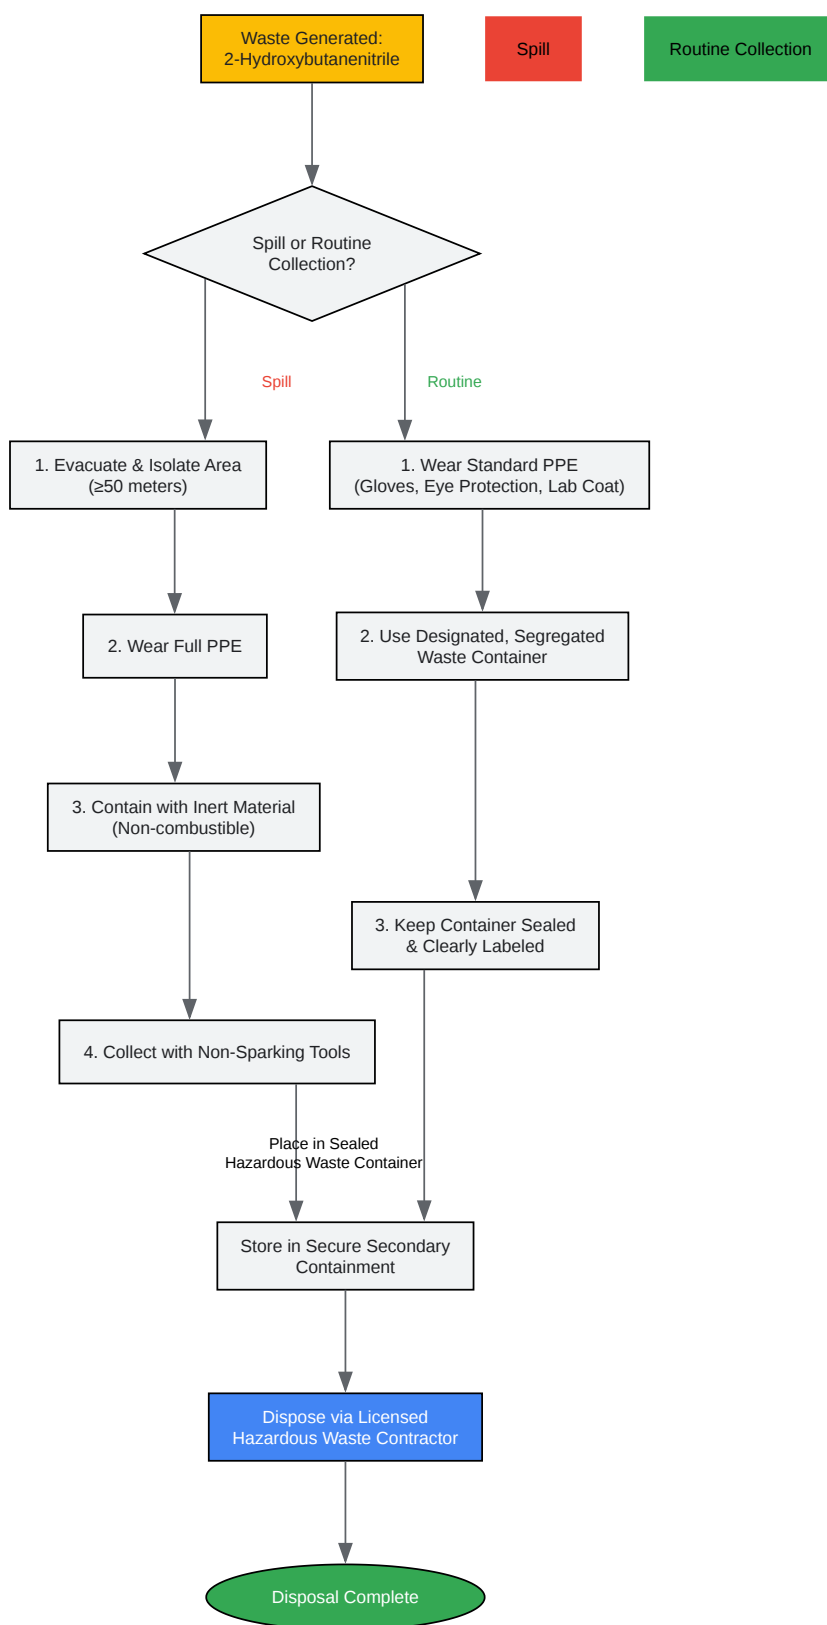 Waste Generated:
2-Hydroxybutanenitrile
Spill
Routine Collection
Spill or Routine
Collection?
Spill
Routine
1. Evacuate & Isolate Area
(≥50 meters)
1. Wear Standard PPE
(Gloves, Eye Protection, Lab Coat)
2. Wear Full PPE
2. Use Designated, Segregated
Waste Container
3. Contain with Inert Material
(Non-combustible)
3. Keep Container Sealed
& Clearly Labeled
4. Collect with Non-Sparking Tools
Place in Sealed
Hazardous Waste Container
Store in Secure Secondary
Containment
Dispose via Licensed
Hazardous Waste Contractor
Disposal Complete